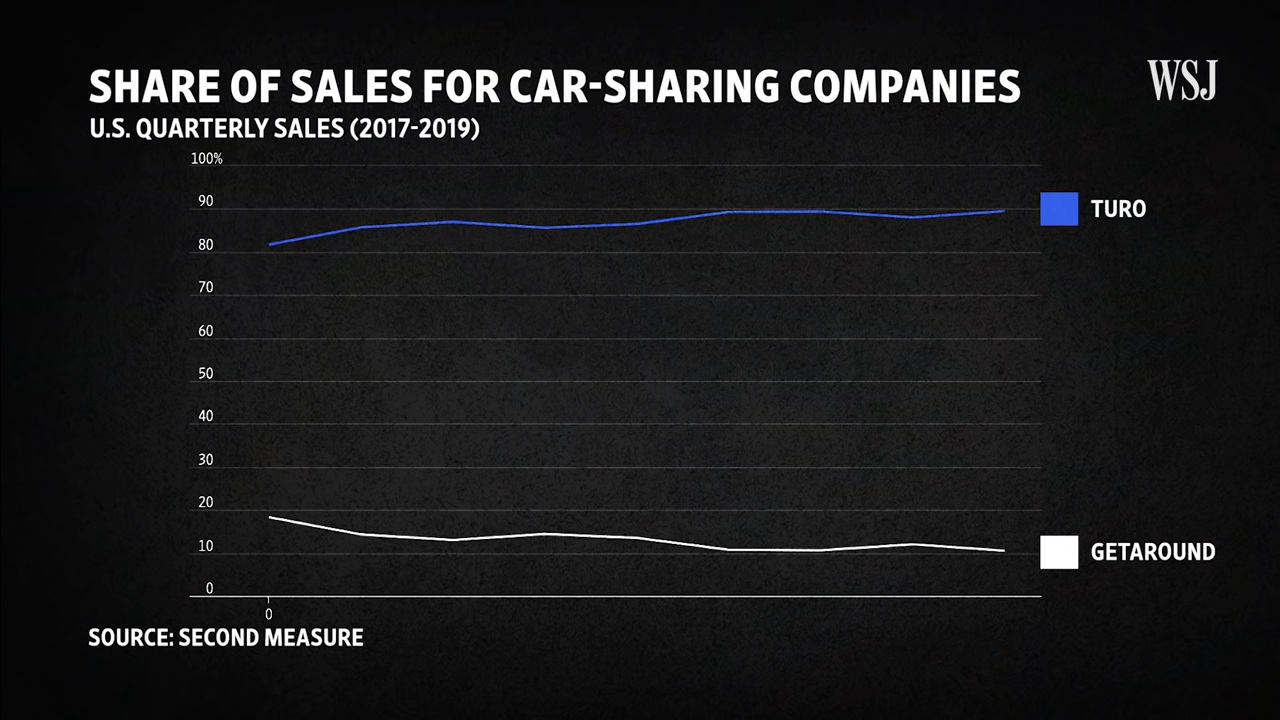 SHARE OF SALES FOR CAR-SHARING COMPANIES
WSJ
U.S. QUARTERLY SALES (2017-2019)
100%
90
TURO
80
70
60
50
40
30
20
10
GETAROUND
0
0
SOURCE: SECOND MEASURE